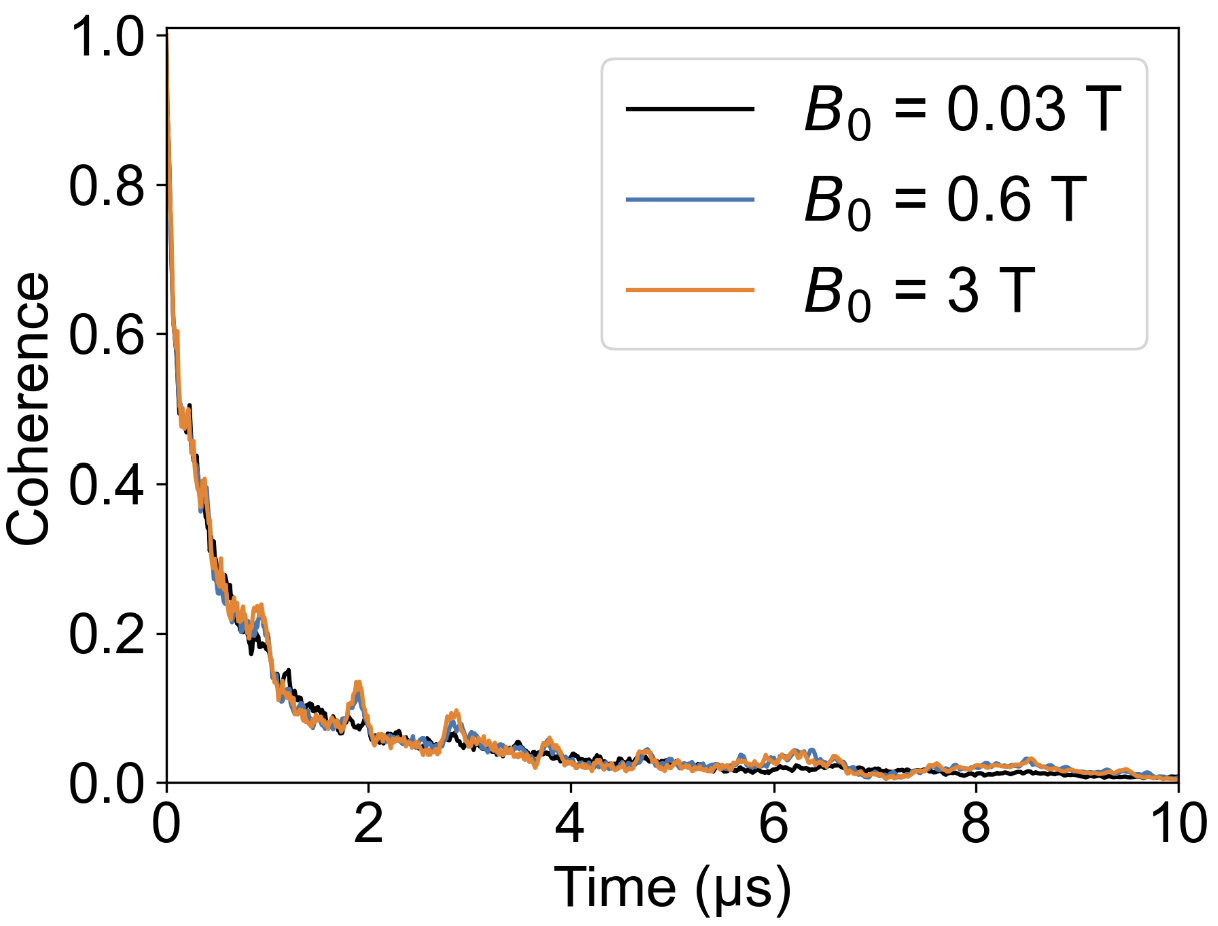 1.0
0.8
0.6
0.4
0.2
0.0
Coherence
B₀ = 0.03 T
B₀ = 0.6 T
B₀ = 3 T
0 2 4 6 8 10
Time (μs)